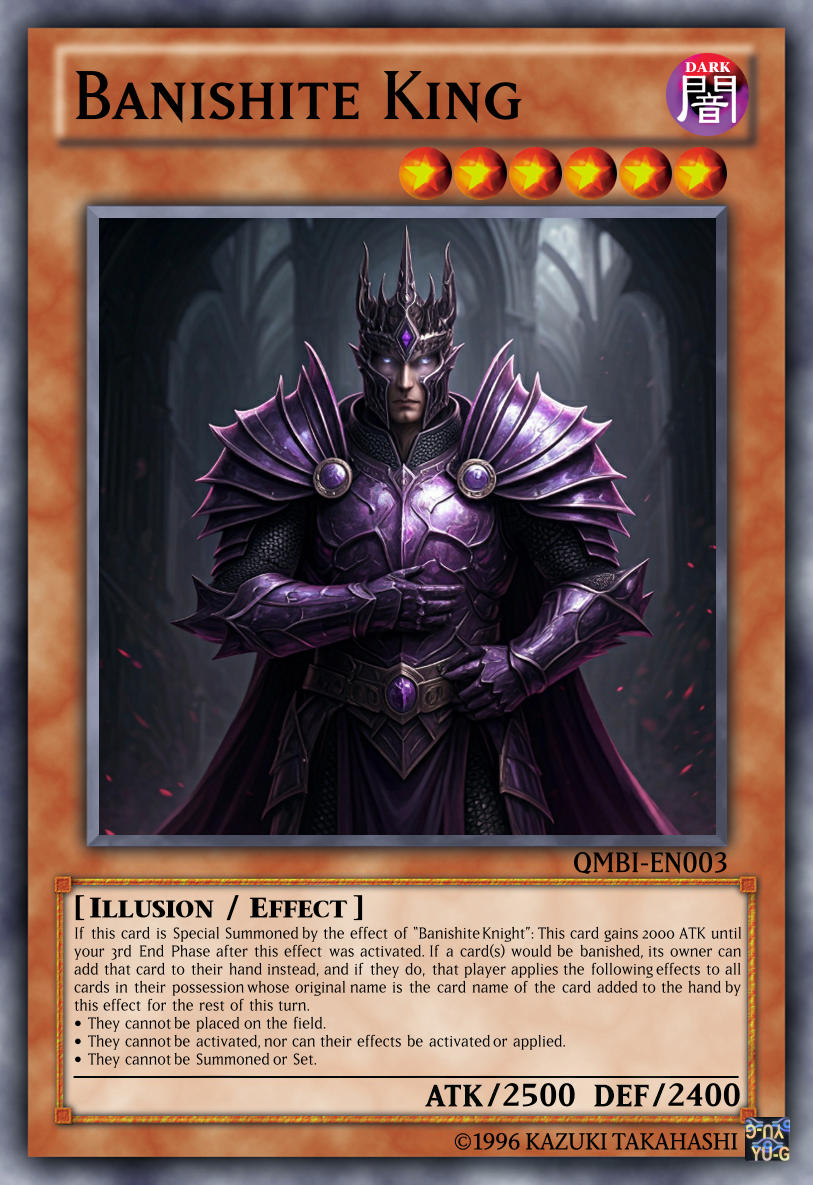 Banishite King
DARK
闇
QMBI-EN003
[ Illusion / Effect ]
If this card is Special Summoned by the effect of "Banishite Knight": This card gains 2000 ATK until
your 3rd End Phase after this effect was activated. If a card(s) would be banished, its owner can
add that card to their hand instead, and if they do, that player applies the following effects to all
cards in their possession whose original name is the card name of the card added to the hand by
this effect for the rest of this turn.
• They cannot be placed on the field.
• They cannot be activated, nor can their effects be activated or applied.
• They cannot be Summoned or Set.
ATK/2500 DEF/2400
©1996 KAZUKI TAKAHASHI
YU-G
YU-G